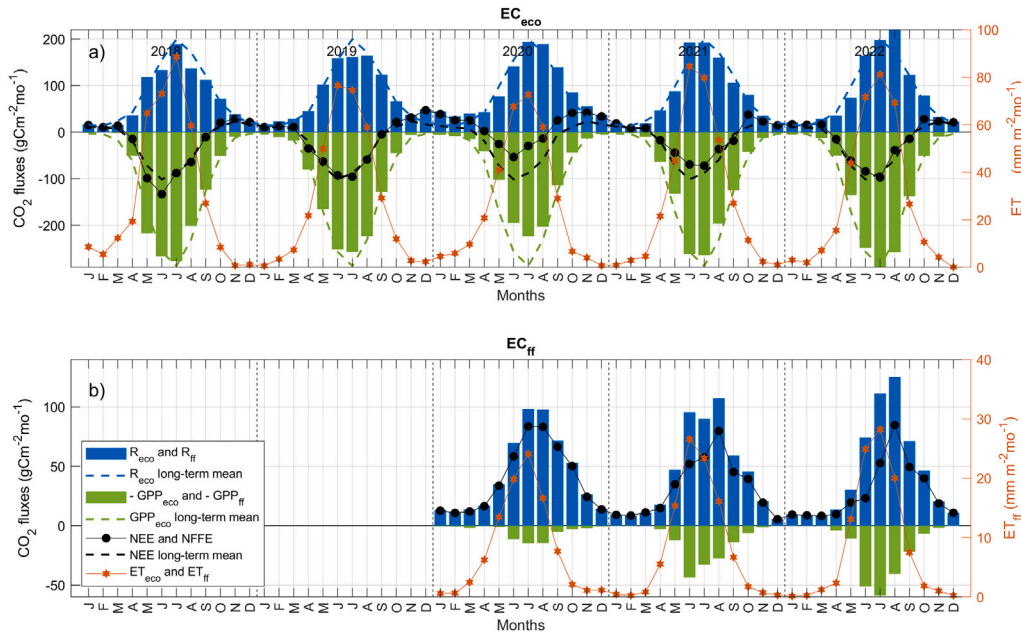 EC_eco
a)
2018
2019
2020
2021
2022
CO₂ fluxes (gCm⁻²mo⁻¹)
200
100
0
-100
-200
100
80
60
40
20
0
ET (mm m⁻²mo⁻¹)
J F M A M J J A S O N D J F M A M J J A S O N D J F M A M J J A S O N D J F M A M J J A S O N D J F M A M J J A S O N D
Months
EC_ff
b)
CO₂ fluxes (gCm⁻²mo⁻¹)
100
50
0
-50
40
30
20
10
0
ET_ff (mm m⁻²mo⁻¹)
R_eco and R_ff
R_eco long-term mean
- GPP_eco and - GPP_ff
GPP_eco long-term mean
NEE and NFFE
NEE long-term mean
ET_eco and ET_ff
J F M A M J J A S O N D J F M A M J J A S O N D J F M A M J J A S O N D J F M A M J J A S O N D J F M A M J J A S O N D
Months